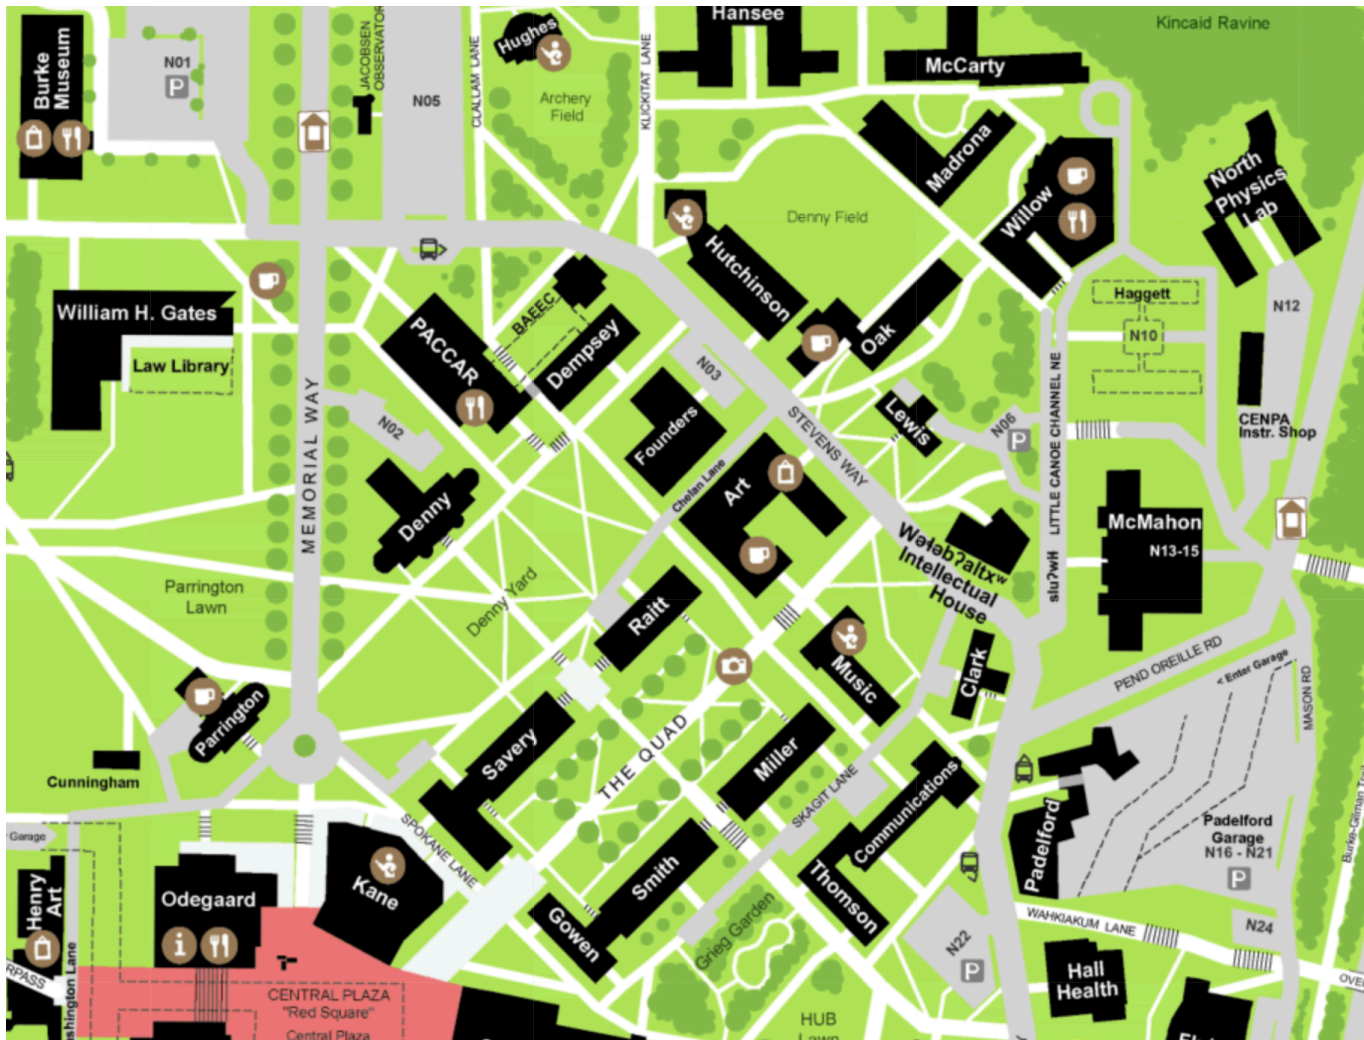 Hansee
Kincaid Ravine
Hughes
Burke
Museum
N01
P
JACOBSEN
N05
CLALLAM LANE
KLICKITAT LANE
McCarty
Archery
Field
Madrona
North
Physics
Lab
Willow
Denny Field
Hutchinson
Haggett
N12
William H. Gates
BAEEC
PACCAR
Dempsey
Oak
N10
Law Library
N03
MEMORIAL WAY
N02
Founders
STEVENS WAY
Lewis
N06
P
LITTLE CANOE CHANNEL NE
CENPA
Instr. Shop
Chelan Lane
Art
Denny
McMahon
N13-15
Wəɬəbʔaltxʷ
Intellectual
House
sluʔwiɬ
Parrington
Lawn
Denny Yard
Raitt
Music
Clark
PEND OREILLE RD
< Enter Garage
MASON RD
Parrington
Savery
THE QUAD
Miller
Cunningham
SKAGIT LANE
Communications
Garage
SPOKANE LANE
Padelford
Padelford
Garage
N16 - N21
P
Henry
Art
Odegaard
i
Kane
Smith
Thomson
Gowen
Grieg Garden
WAHKIAKUM LANE
N24
N22
P
Hall
Health
CENTRAL PLAZA
"Red Square"
Central Plaza
HUB